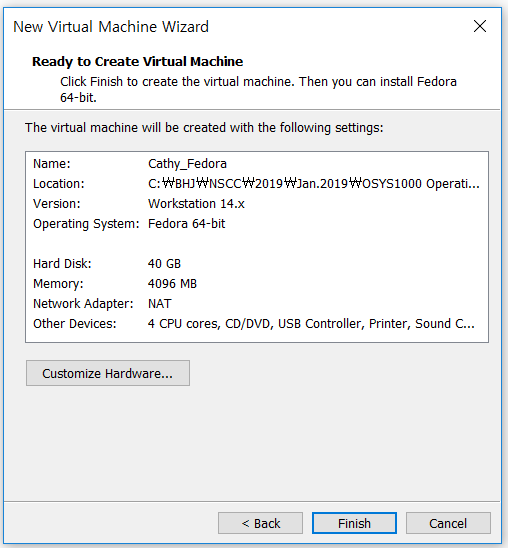 New Virtual Machine Wizard
Ready to Create Virtual Machine
Click Finish to create the virtual machine. Then you can install Fedora
64-bit.
The virtual machine will be created with the following settings:
Name: Cathy_Fedora
Location: C:₩BHJ₩NSCC₩2019₩Jan.2019₩OSYS1000 Operati...
Version: Workstation 14.x
Operating System: Fedora 64-bit
Hard Disk: 40 GB
Memory: 4096 MB
Network Adapter: NAT
Other Devices: 4 CPU cores, CD/DVD, USB Controller, Printer, Sound C...
Customize Hardware...
< Back Finish Cancel